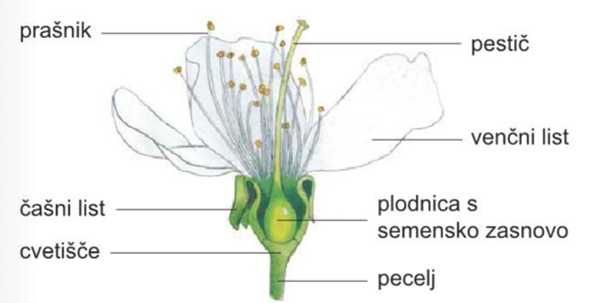 prašnik
pestič
venčni list
čašni list
plodnica s
semensko zasnovo
cvetišče
pecelj